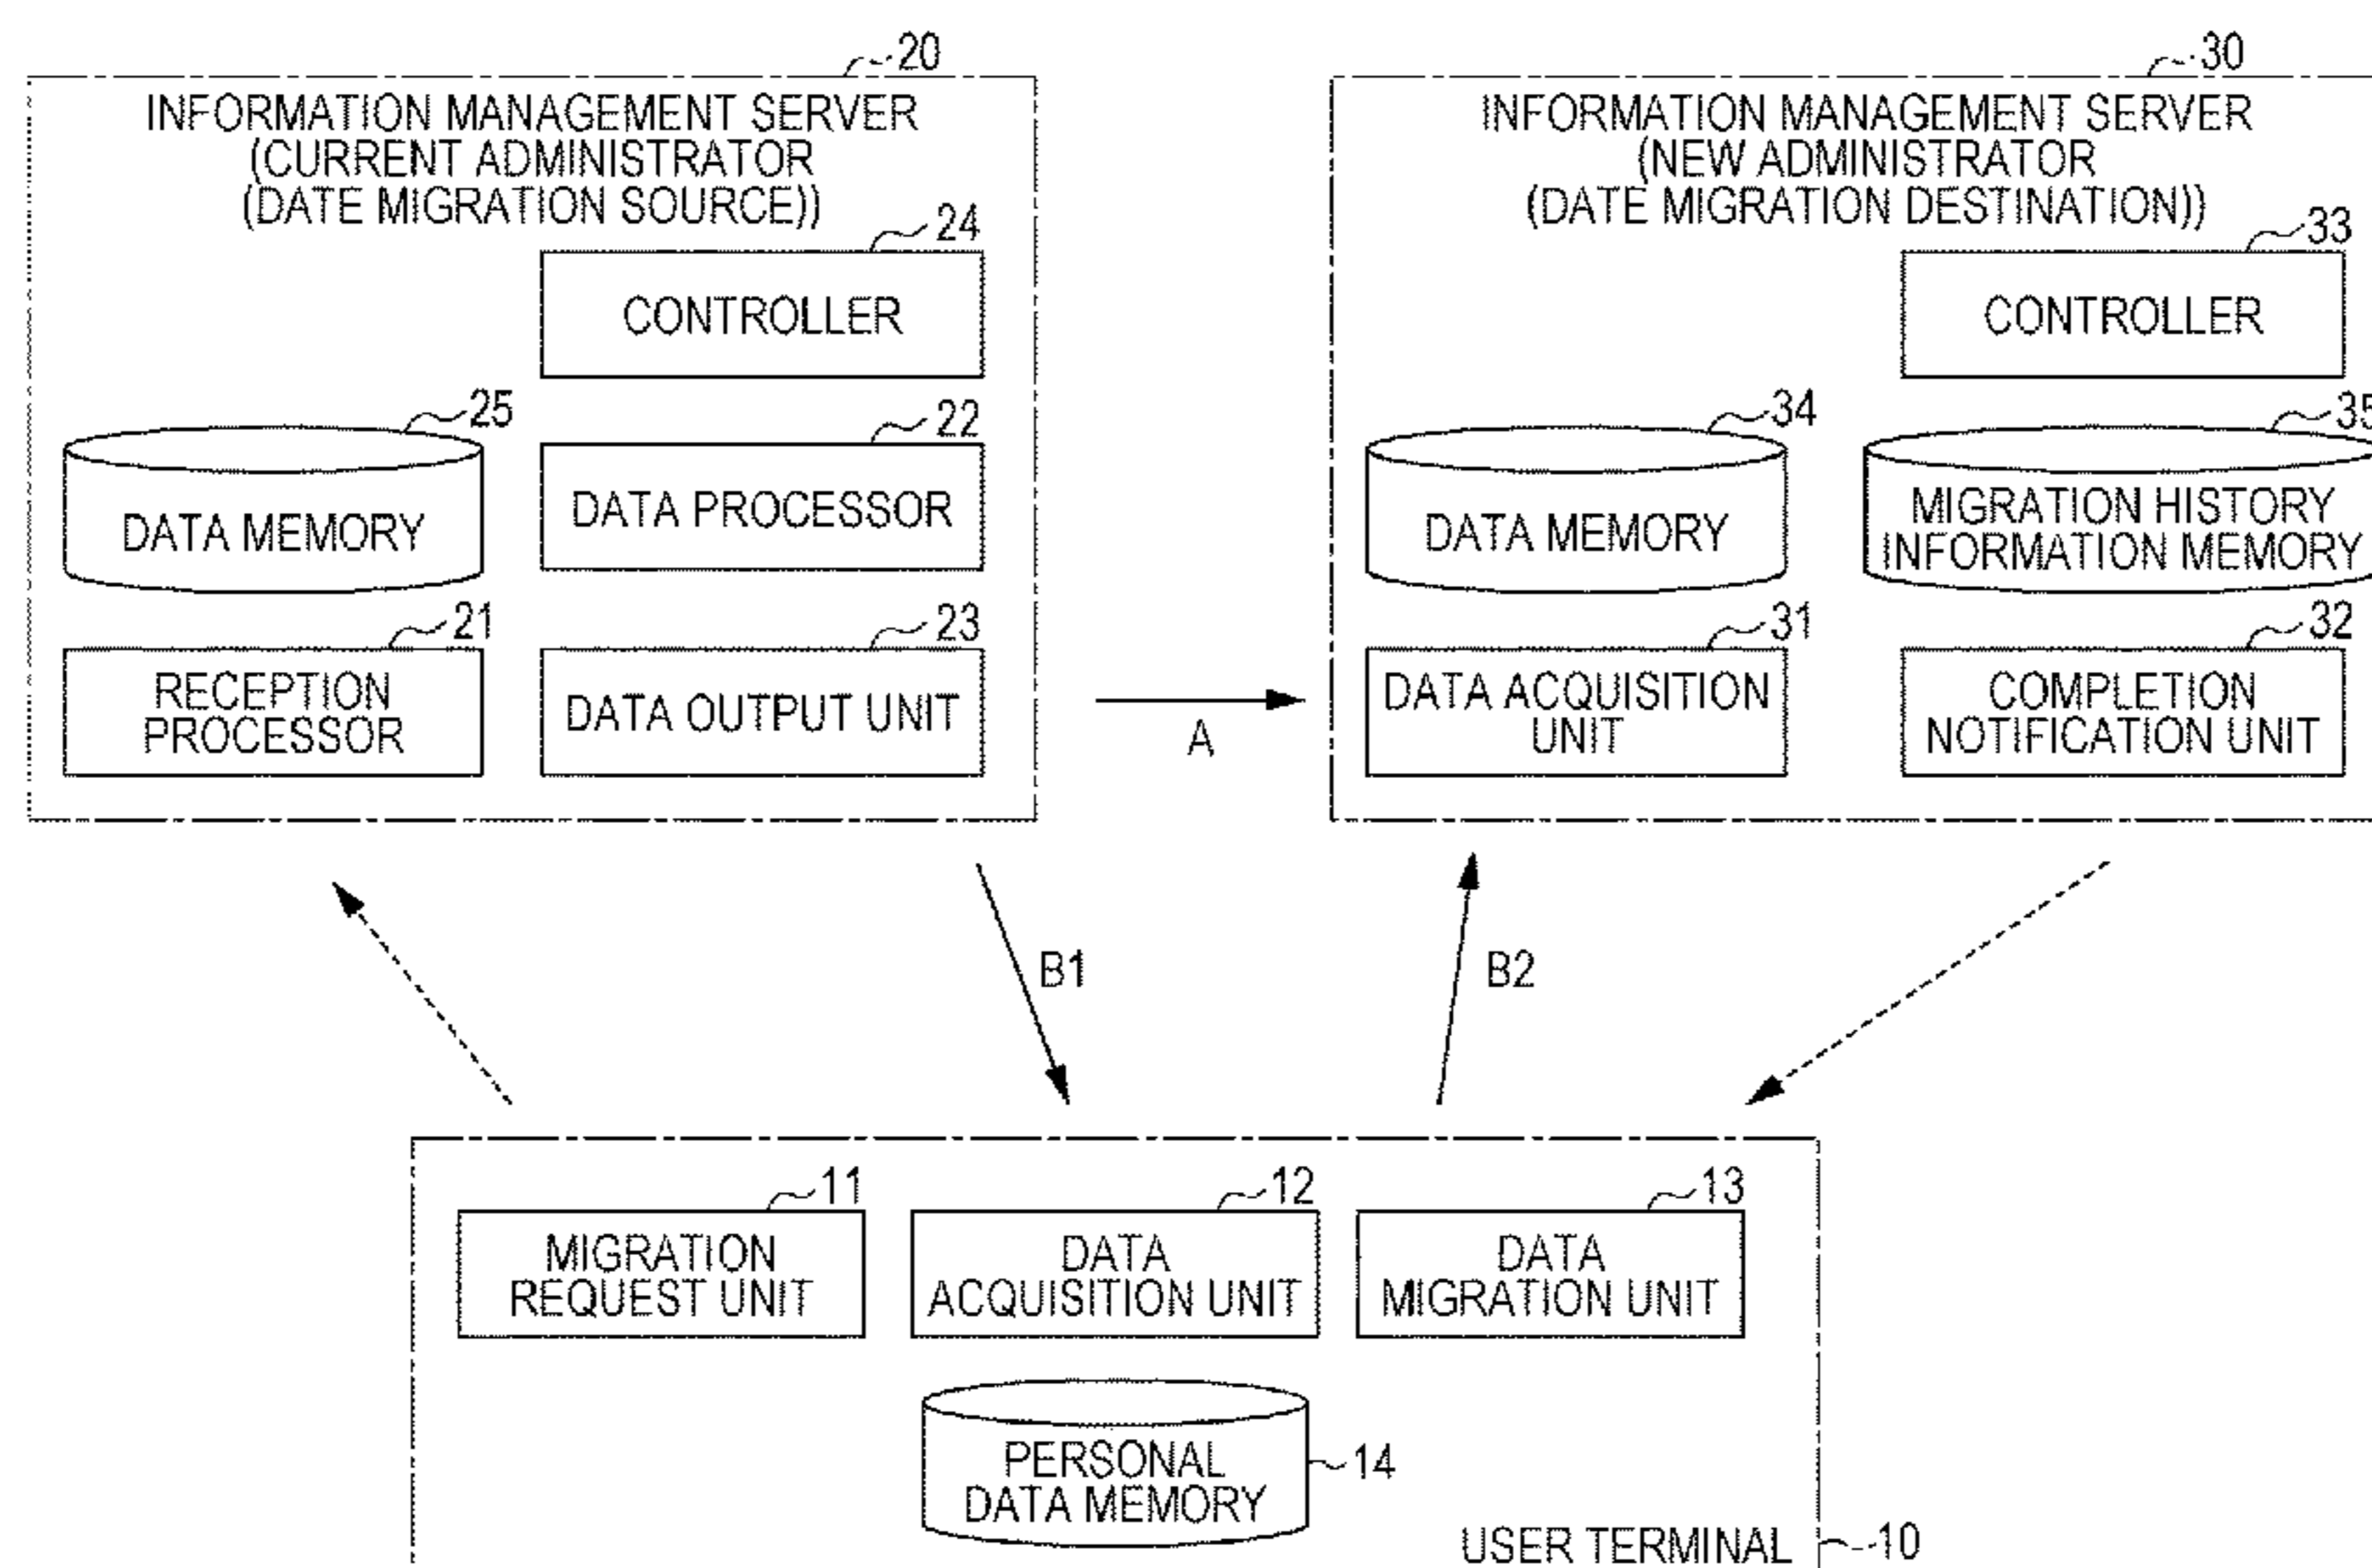 20
INFORMATION MANAGEMENT SERVER
(CURRENT ADMINISTRATOR
(DATE MIGRATION SOURCE))
24
CONTROLLER
25
DATA MEMORY
22
DATA PROCESSOR
21
RECEPTION
PROCESSOR
23
DATA OUTPUT UNIT
A
30
INFORMATION MANAGEMENT SERVER
(NEW ADMINISTRATOR
(DATE MIGRATION DESTINATION))
33
CONTROLLER
34
DATA MEMORY
35
MIGRATION HISTORY
INFORMATION MEMORY
31
DATA ACQUISITION
UNIT
32
COMPLETION
NOTIFICATION UNIT
B1
B2
11
MIGRATION
REQUEST UNIT
12
DATA
ACQUISITION UNIT
13
DATA
MIGRATION UNIT
PERSONAL
DATA MEMORY
14
USER TERMINAL
10